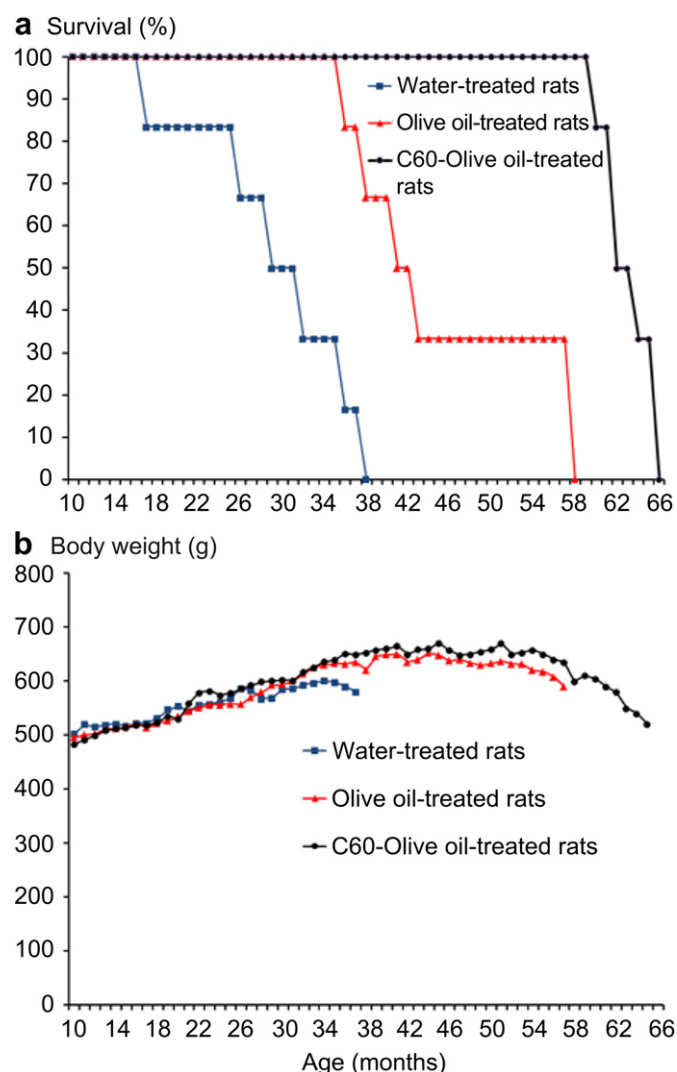 a Survival (%)
100
90
80
70
60
50
40
30
20
10
0
Water-treated rats
Olive oil-treated rats
C60-Olive oil-treated
rats
10 14 18 22 26 30 34 38 42 46 50 54 58 62 66
b Body weight (g)
800
700
600
500
400
300
200
100
0
Water-treated rats
Olive oil-treated rats
C60-Olive oil-treated rats
10 14 18 22 26 30 34 38 42 46 50 54 58 62 66
Age (months)